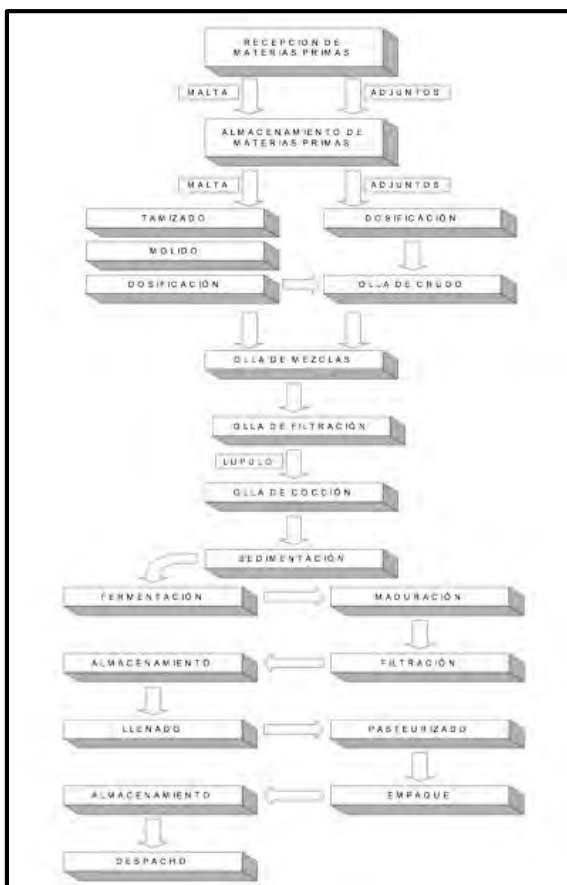 RECEPCION DE
MATERIAS PRIMAS
MALTA
ADJUNTOS
ALMACENAMIENTO DE
MATERIAS PRIMAS
MALTA
ADJUNTOS
TAMIZADO
DOSIFICACIÓN
MOLIDO
DOSIFICACIÓN
OLLA DE CRUDO
OLLA DE MEZCLAS
OLLA DE FILTRACIÓN
LUPULO
OLLA DE COCCIÓN
SEDIMENTACIÓN
FERMENTACIÓN
MADURACIÓN
ALMACENAMIENTO
FILTRACIÓN
LLENADO
PASTEURIZADO
ALMACENAMIENTO
EMPAQUE
DESPACHO